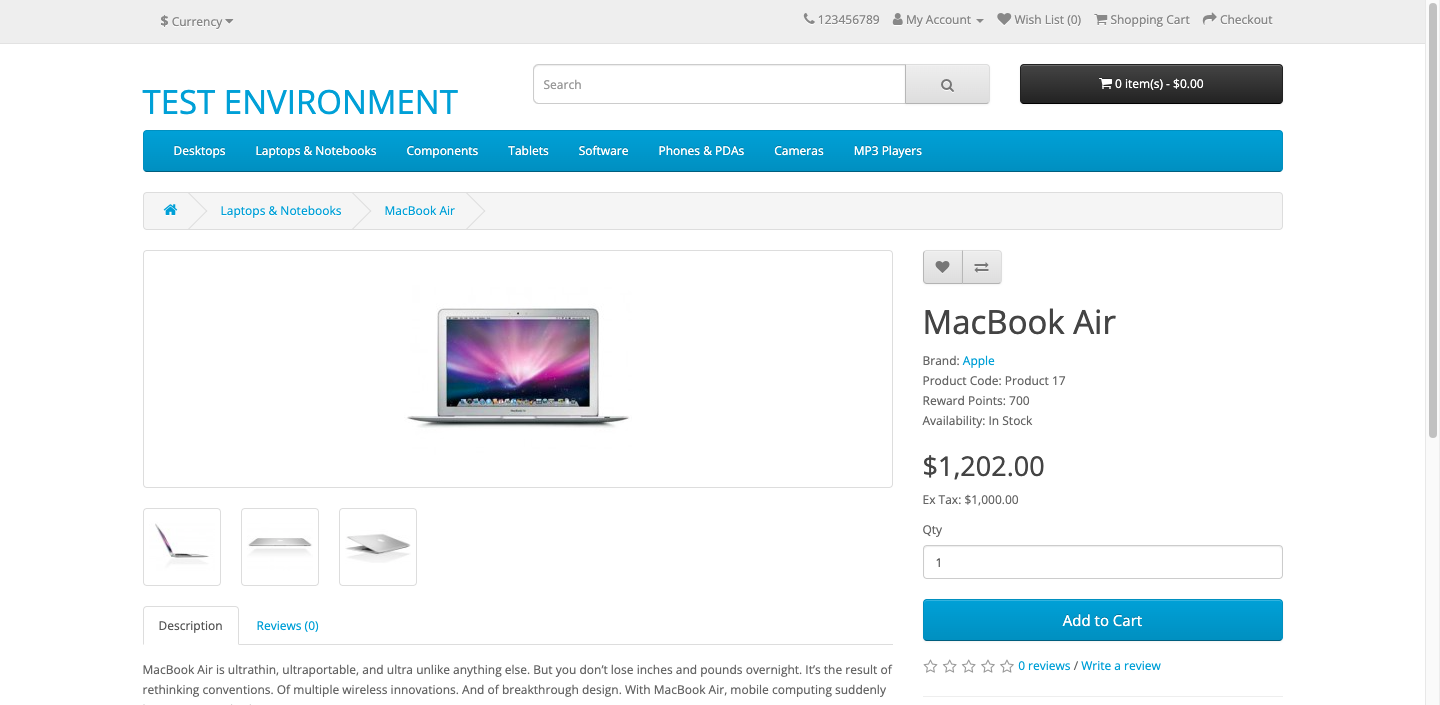 $ Currency
123456789 My Account Wish List (0) Shopping Cart Checkout
TEST ENVIRONMENT
Search
0 item(s) - $0.00
Desktops Laptops & Notebooks Components Tablets Software Phones & PDAs Cameras MP3 Players
Laptops & Notebooks MacBook Air
MacBook Air
Brand: Apple
Product Code: Product 17
Reward Points: 700
Availability: In Stock
$1,202.00
Ex Tax: $1,000.00
Qty
1
Add to Cart
0 reviews / Write a review
Description Reviews (0)
MacBook Air is ultrathin, ultraportable, and ultra unlike anything else. But you don’t lose inches and pounds overnight. It’s the result of
rethinking conventions. Of multiple wireless innovations. And of breakthrough design. With MacBook Air, mobile computing suddenly